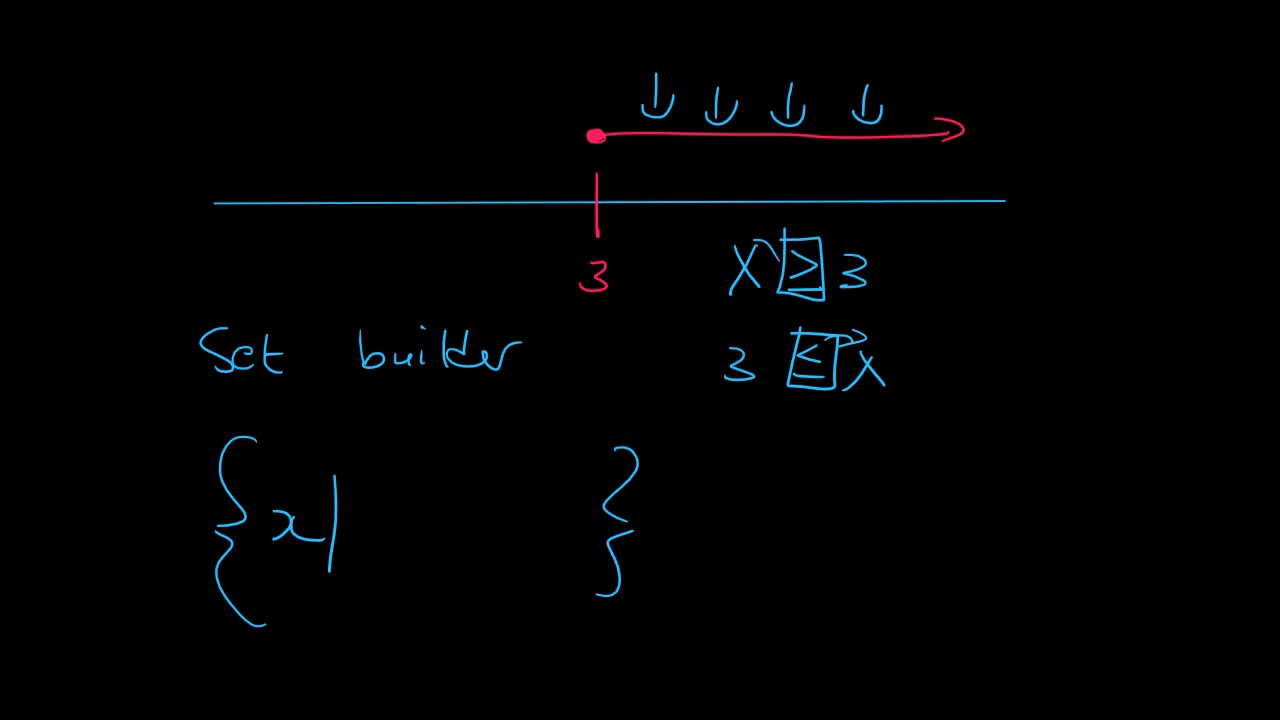 3
X ≥ 3
Set builder
3 ≤ X
{ x | }